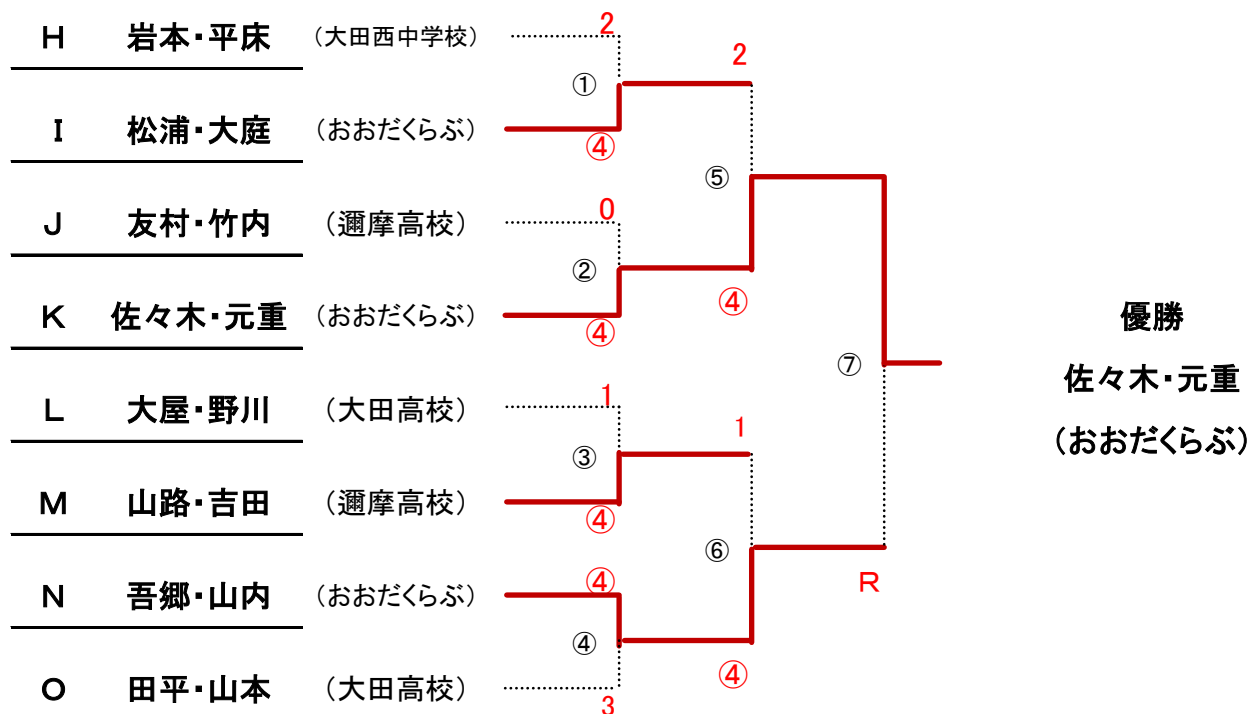 H 岩本・平床 (大田西中学校) 2
① 2
I 松浦・大庭 (おおだくらぶ) ④
⑤
J 友村・竹内 (邇摩高校) 0
②
K 佐々木・元重 (おおだくらぶ) ④ ④
優勝
⑦
佐々木・元重
L 大屋・野川 (大田高校) 1 1
(おおだくらぶ)
③
M 山路・吉田 (邇摩高校) ④
⑥
N 吾郷・山内 (おおだくらぶ) ④ R
④
O 田平・山本 (大田高校) 3 ④